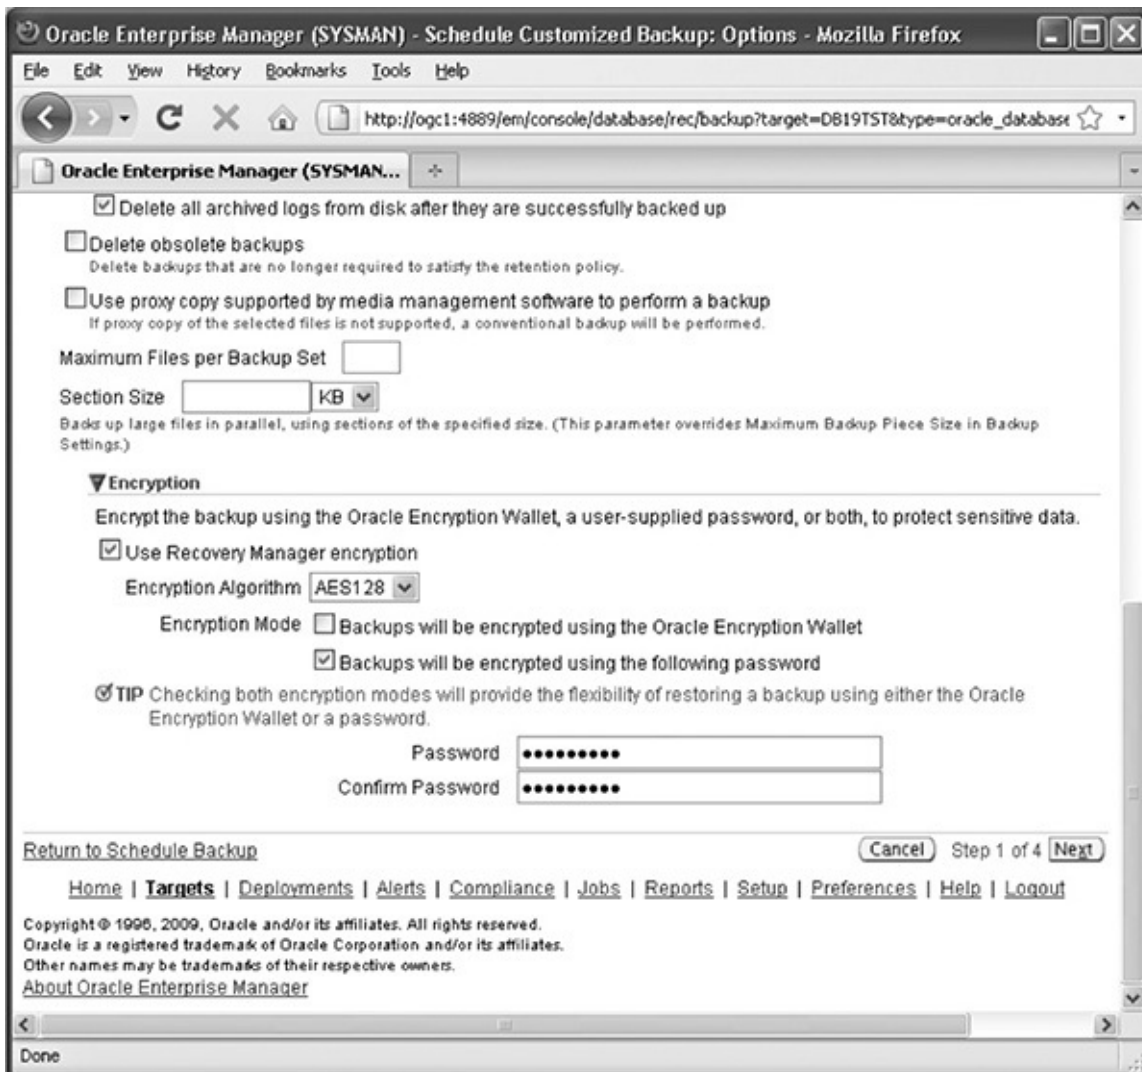 Oracle Enterprise Manager (SYSMAN) - Schedule Customized Backup: Options - Mozilla Firefox
File Edit View History Bookmarks Tools Help
http://ogc1:4889/em/console/database/rec/backup?target=DB19TST&type=oracle_database
Oracle Enterprise Manager (SYSMAN...
Delete all archived logs from disk after they are successfully backed up
Delete obsolete backups
Delete backups that are no longer required to satisfy the retention policy.
Use proxy copy supported by media management software to perform a backup
If proxy copy of the selected files is not supported, a conventional backup will be performed.
Maximum Files per Backup Set
Section Size KB
Backs up large files in parallel, using sections of the specified size. (This parameter overrides Maximum Backup Piece Size in Backup
Settings.)
Encryption
Encrypt the backup using the Oracle Encryption Wallet, a user-supplied password, or both, to protect sensitive data.
Use Recovery Manager encryption
Encryption Algorithm AES128
Encryption Mode Backups will be encrypted using the Oracle Encryption Wallet
Backups will be encrypted using the following password
TIP Checking both encryption modes will provide the flexibility of restoring a backup using either the Oracle
Encryption Wallet or a password.
Password •••••••••
Confirm Password •••••••••
Return to Schedule Backup Cancel Step 1 of 4 Next
Home | Targets | Deployments | Alerts | Compliance | Jobs | Reports | Setup | Preferences | Help | Logout
Copyright © 1996, 2009, Oracle and/or its affiliates. All rights reserved.
Oracle is a registered trademark of Oracle Corporation and/or its affiliates.
Other names may be trademarks of their respective owners.
About Oracle Enterprise Manager
Done